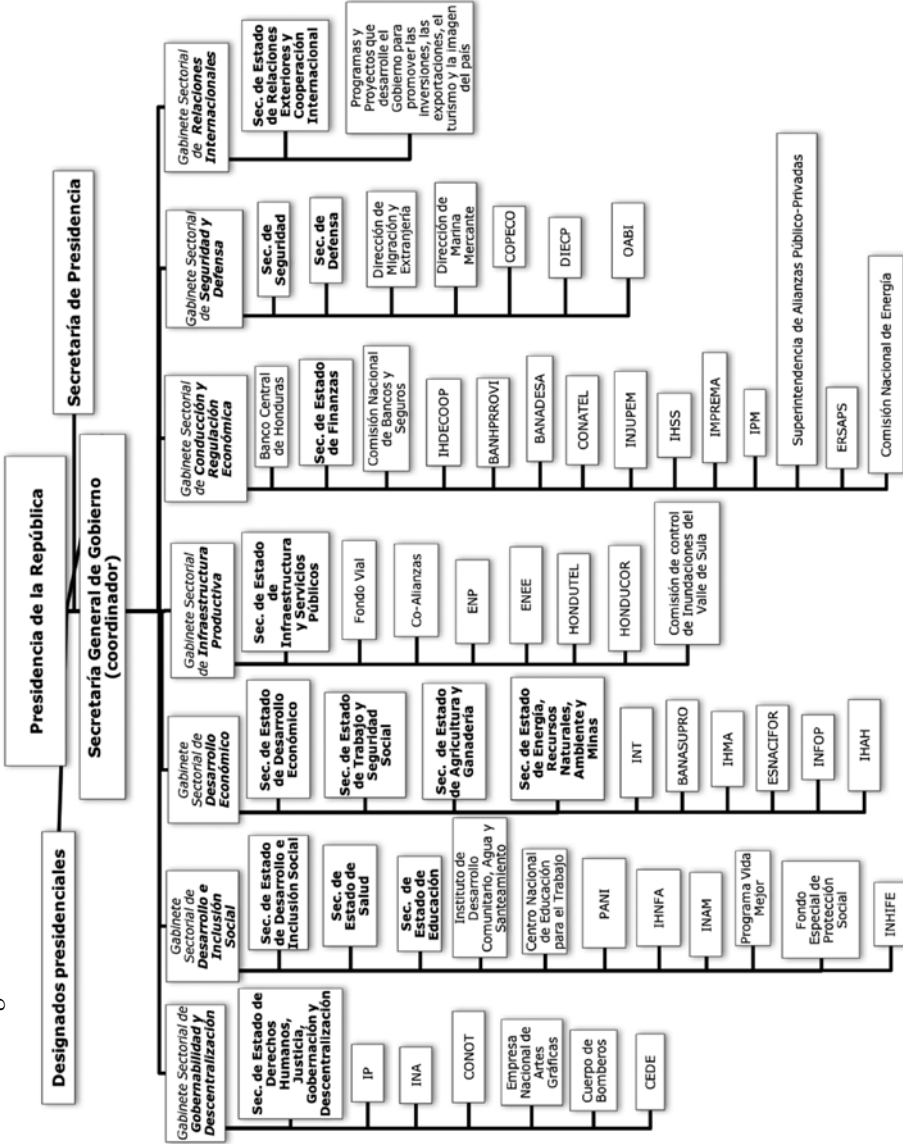 Presidencia de la República
Designados presidenciales
Secretaría de Presidencia
Secretaría General de Gobierno
(coordinador)
Gabinete Sectorial de
Gobernabilidad y
Descentralización
Sec. de Estado de
Derechos
Humanos,
Justicia,
Gobernación y
Descentralización
IP
INA
CONOT
Empresa
Nacional de
Artes
Gráficas
Cuerpo de
Bomberos
CEDE
Gabinete
Sectorial de
Desarrollo e
Inclusión
Social
Sec. de Estado
de Desarrollo e
Inclusión Social
Sec. de
Estado de
Salud
Sec. de
Estado de
Educación
Instituto de
Desarrollo
Comunitario, Agua y
Santeamiento
Centro Nacional
de Educación
para el Trabajo
PANI
IHNFA
INAM
Programa Vida
Mejor
Fondo
Especial de
Protección
Social
INHIFE
Gabinete
Sectorial de
Desarrollo
Económico
Sec. de Estado
de Desarrollo
Económico
Sec. de Estado
de Trabajo y
Seguridad
Social
Sec. de Estado
de Agricultura y
Ganadería
Sec. de Estado
de Energía,
Recursos
Naturales,
Ambiente y
Minas
INT
BANASUPRO
IHMA
ESNACIFOR
INFOP
IHAH
Gabinete Sectorial
de Infraestructura
Productiva
Sec. de Estado
de
Infraestructura
y Servicios
Públicos
Fondo Vial
Co-Alianzas
ENP
ENEE
HONDUTEL
HONDUCOR
Comisión de control
de Inundaciones del
Valle de Sula
Gabinete Sectorial
de Conducción y
Regulación
Económica
Banco Central
de Honduras
Sec. de Estado
de Finanzas
Comisión Nacional
de Bancos y
Seguros
IHDECOOP
BANHPRROVI
BANADESA
CONATEL
INJUPEM
IHSS
IMPREMA
IPM
Superintendencia de Alianzas Público-Privadas
ERSAPS
Comisión Nacional de Energía
Gabinete Sectorial
de Seguridad y
Defensa
Sec. de
Seguridad
Sec. de
Defensa
Dirección de
Migración y
Extranjería
Dirección de
Marina
Mercante
COPECO
DIECP
OABI
Gabinete Sectorial
de Relaciones
Internacionales
Sec. de Estado
de Relaciones
Exteriores y
Cooperación
Internacional
Programas y
Proyectos que
desarrolle el
Gobierno para
promover las
inversiones, las
exportaciones, el
turismo y la imagen
del país